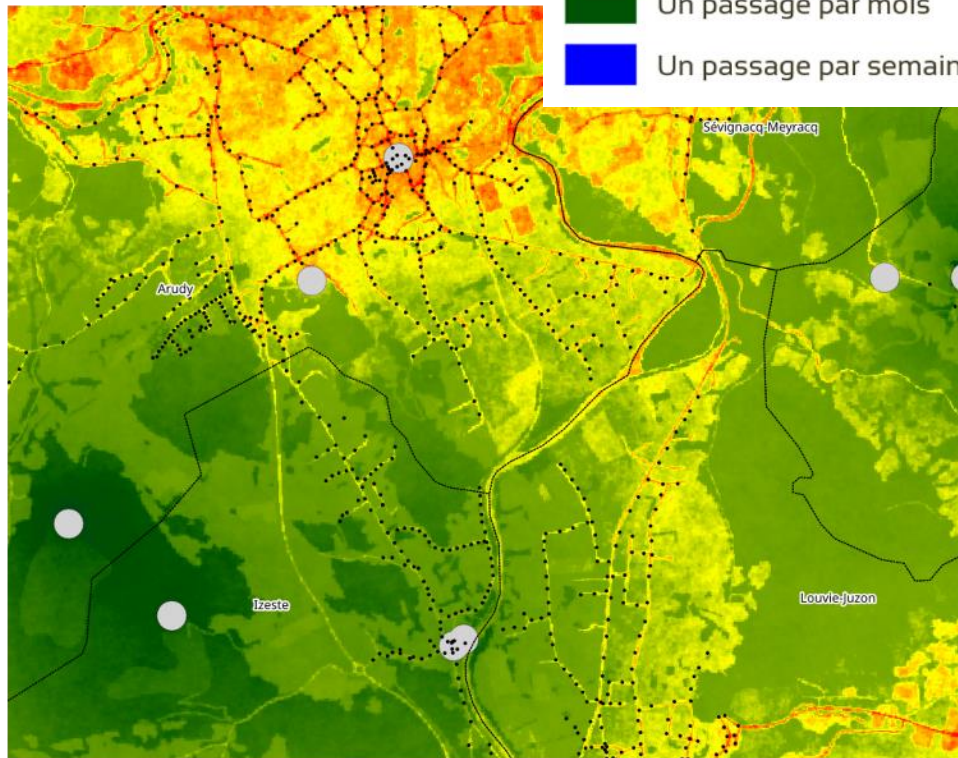 Un passage par mois
Un passage par semain
Sévignacq-Meyracq
Arudy
Izeste
Louvie-Juzon